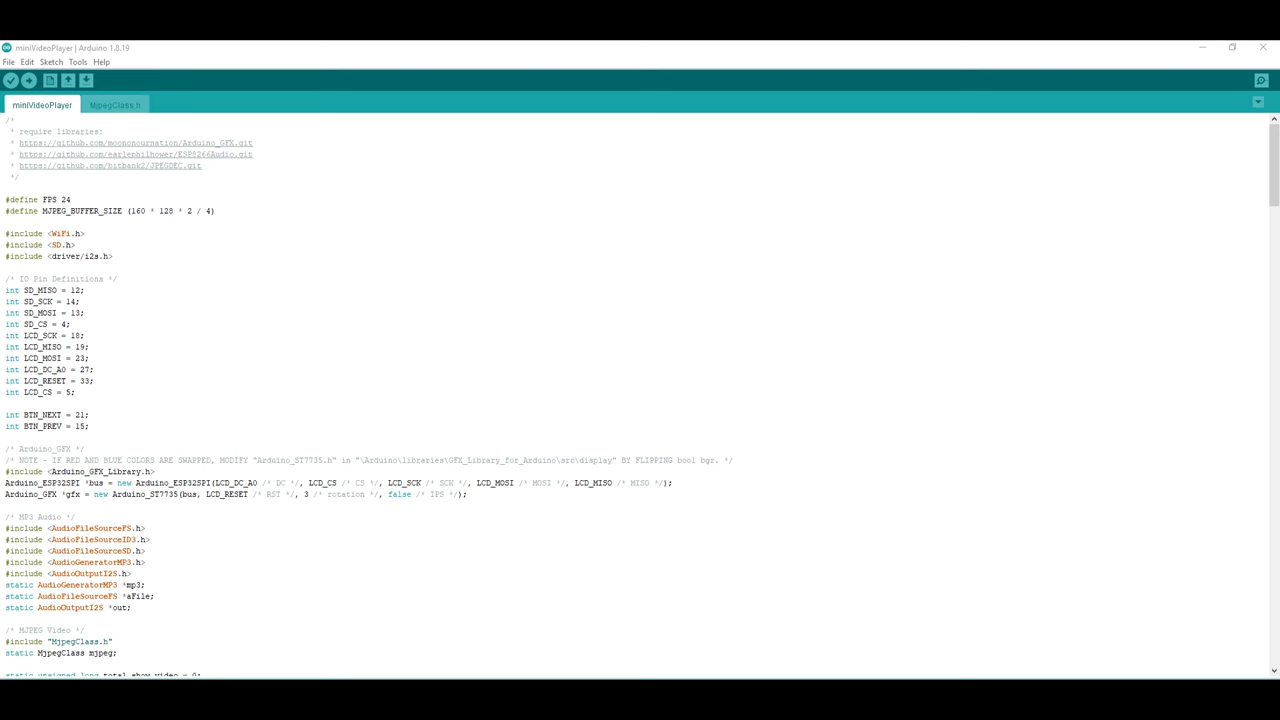 miniVideoPlayer | Arduino 1.8.19
File Edit Sketch Tools Help
miniVideoPlayer MjpegClass.h
/*
* require libraries:
* https://github.com/moononournation/Arduino_GFX.git
* https://github.com/earlephilhower/ESP8266Audio.git
* https://github.com/bitbank2/JPEGDEC.git
*/
#define FPS 24
#define MJPEG_BUFFER_SIZE (160 * 128 * 2 / 4)
#include <WiFi.h>
#include <SD.h>
#include <driver/i2s.h>
/* IO Pin Definitions */
int SD_MISO = 12;
int SD_SCK = 14;
int SD_MOSI = 13;
int SD_CS = 4;
int LCD_SCK = 18;
int LCD_MISO = 19;
int LCD_MOSI = 23;
int LCD_DC_A0 = 27;
int LCD_RESET = 33;
int LCD_CS = 5;
int BTN_NEXT = 21;
int BTN_PREV = 15;
/* Arduino_GFX */
/* NOTE - IF RED AND BLUE COLORS ARE SWAPPED, MODIFY "Arduino_ST7735.h" in "\Arduino\libraries\GFX_Library_for_Arduino\src\display" BY FLIPPING bool bgr. */
#include <Arduino_GFX_Library.h>
Arduino_ESP32SPI *bus = new Arduino_ESP32SPI(LCD_DC_A0 /* DC */, LCD_CS /* CS */, LCD_SCK /* SCK */, LCD_MOSI /* MOSI */, LCD_MISO /* MISO */);
Arduino_GFX *gfx = new Arduino_ST7735(bus, LCD_RESET /* RST */, 3 /* rotation */, false /* IPS */);
/* MP3 Audio */
#include <AudioFileSourceFS.h>
#include <AudioFileSourceID3.h>
#include <AudioFileSourceSD.h>
#include <AudioGeneratorMP3.h>
#include <AudioOutputI2S.h>
static AudioGeneratorMP3 *mp3;
static AudioFileSourceFS *aFile;
static AudioOutputI2S *out;
/* MJPEG Video */
#include "MjpegClass.h"
static MjpegClass mjpeg;
static unsigned long total_show_video = 0;